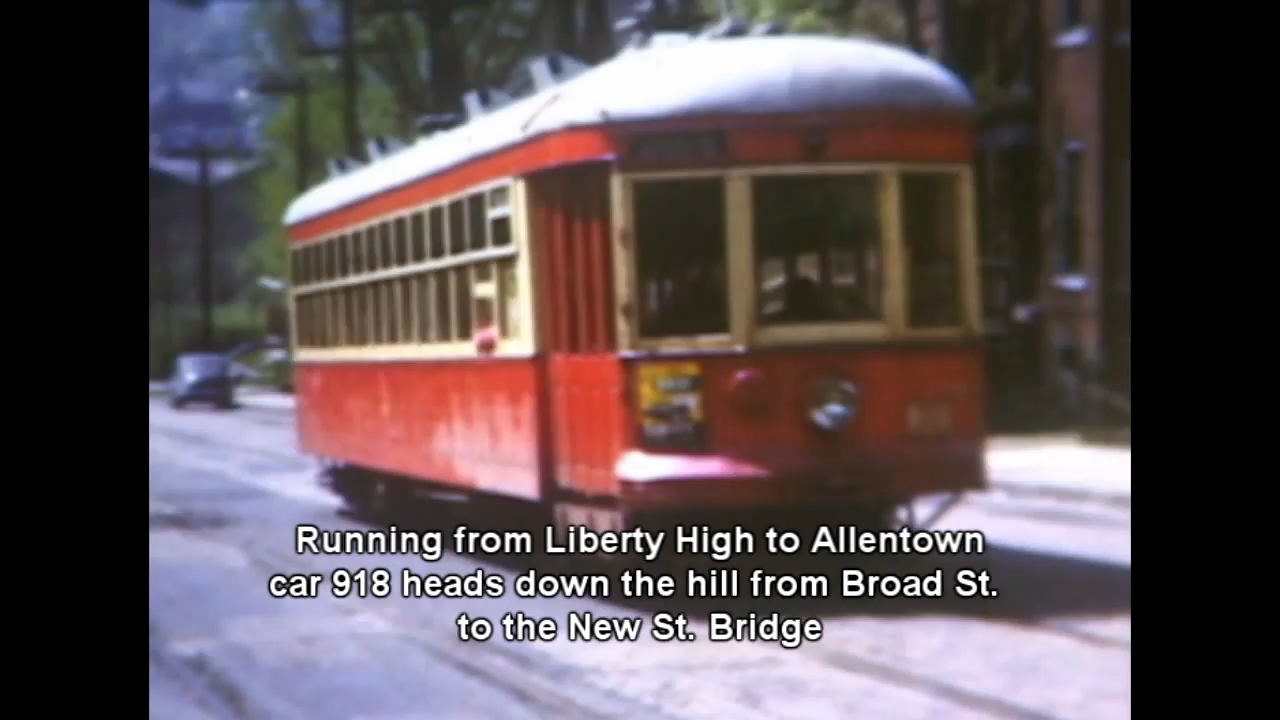 Running from Liberty High to Allentown
car 918 heads down the hill from Broad St.
to the New St. Bridge